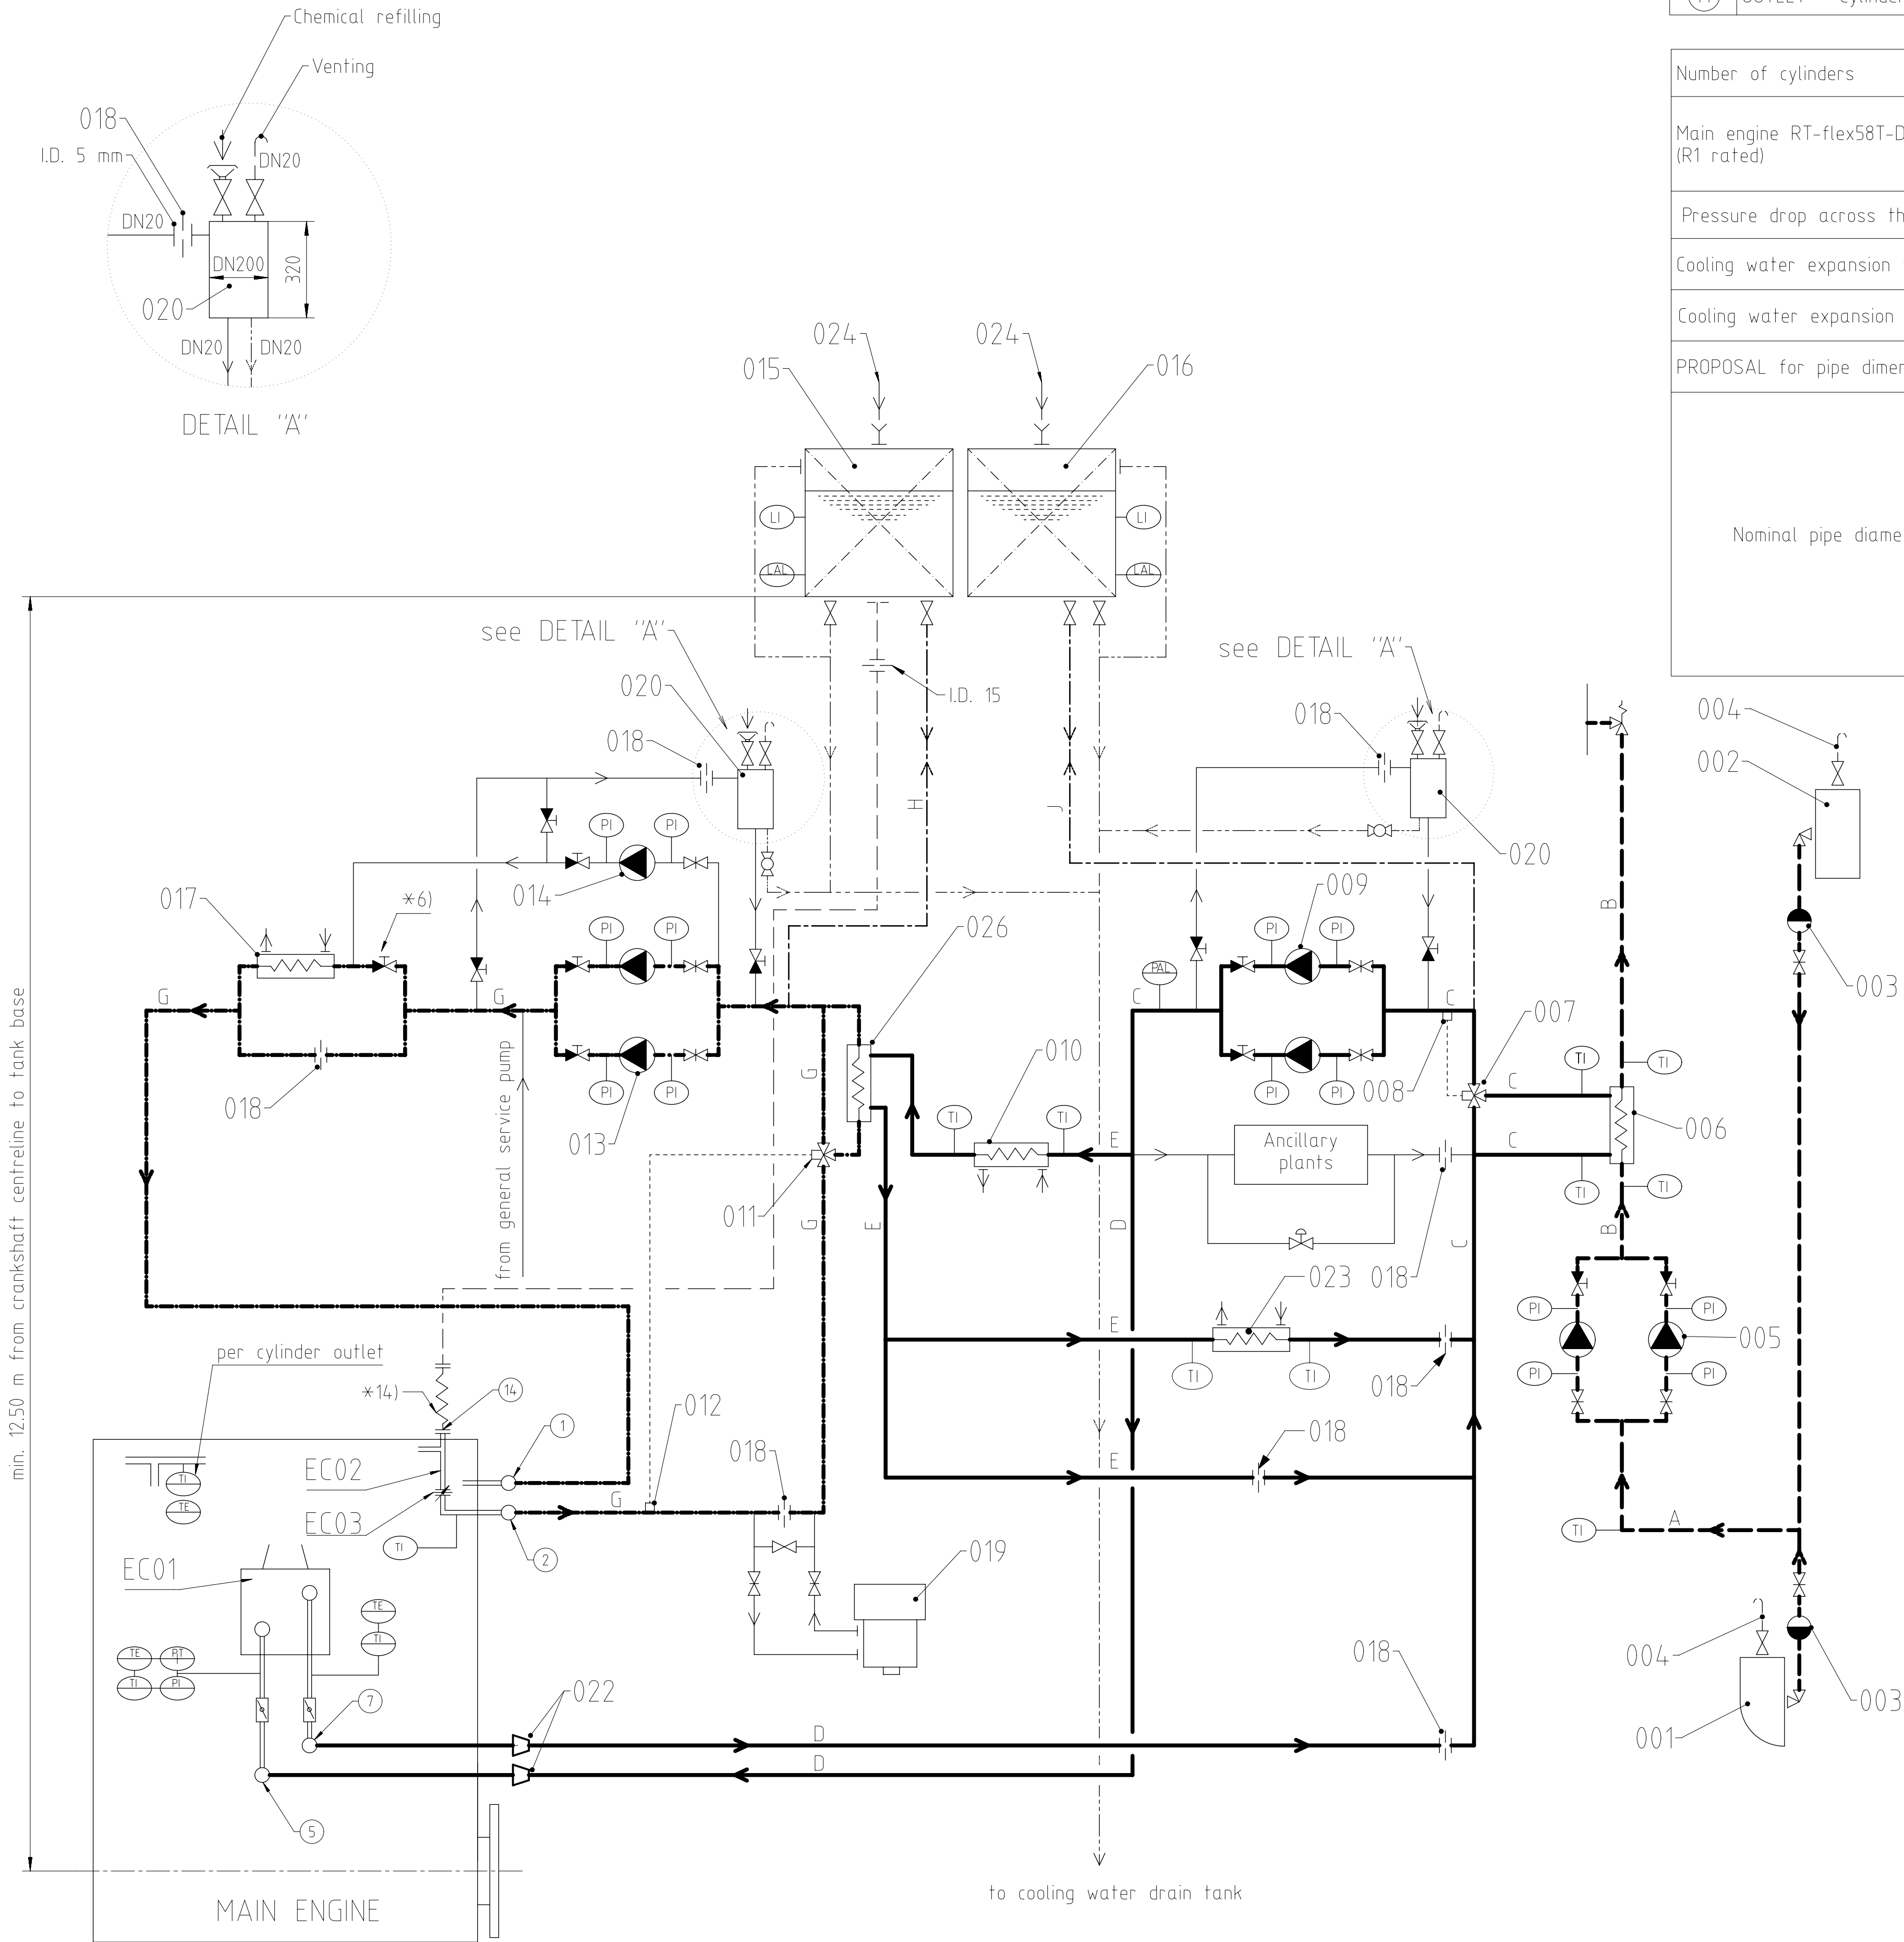 Chemical refilling
Venting
018
I.D. 5 mm
DN20
DN20
DN200
320
020
DN20
DN20
DETAIL "A"
OUTLET
Number of cylinders
Main engine RT-flex58T-D
(R1 rated)
Pressure drop across
Cooling water expansion
Cooling water expansion
PROPOSAL for pipe
Nominal pipe
024
024
015
016
LI
LI
LAL
LAL
see DETAIL "A"
see DETAIL "A"
I.D. 15
020
018
018
004
002
H
J
B
PI
PI
020
014
009
017
*6)
026
003
PI
PI
PI
PI
PAL
G
G
C
C
007
010
TI
TI
PI
PI
008
PI
PI
C
018
013
G
TI
TI
006
E
Ancillary
plants
C
TI
TI
011
G
E
D
C
B
from general service pump
023
018
min. 12.50 m from crankshaft centreline to tank base
E
PI
PI
005
per cylinder outlet
*14)
14
TI
TI
018
PI
PI
012
1
018
018
EC02
TI
TE
E
G
A
EC03
TI
TI
2
EC01
019
TE
TI
004
TE
PT
TI
PI
018
7
022
003
001
D
D
5
to cooling water drain tank
MAIN ENGINE